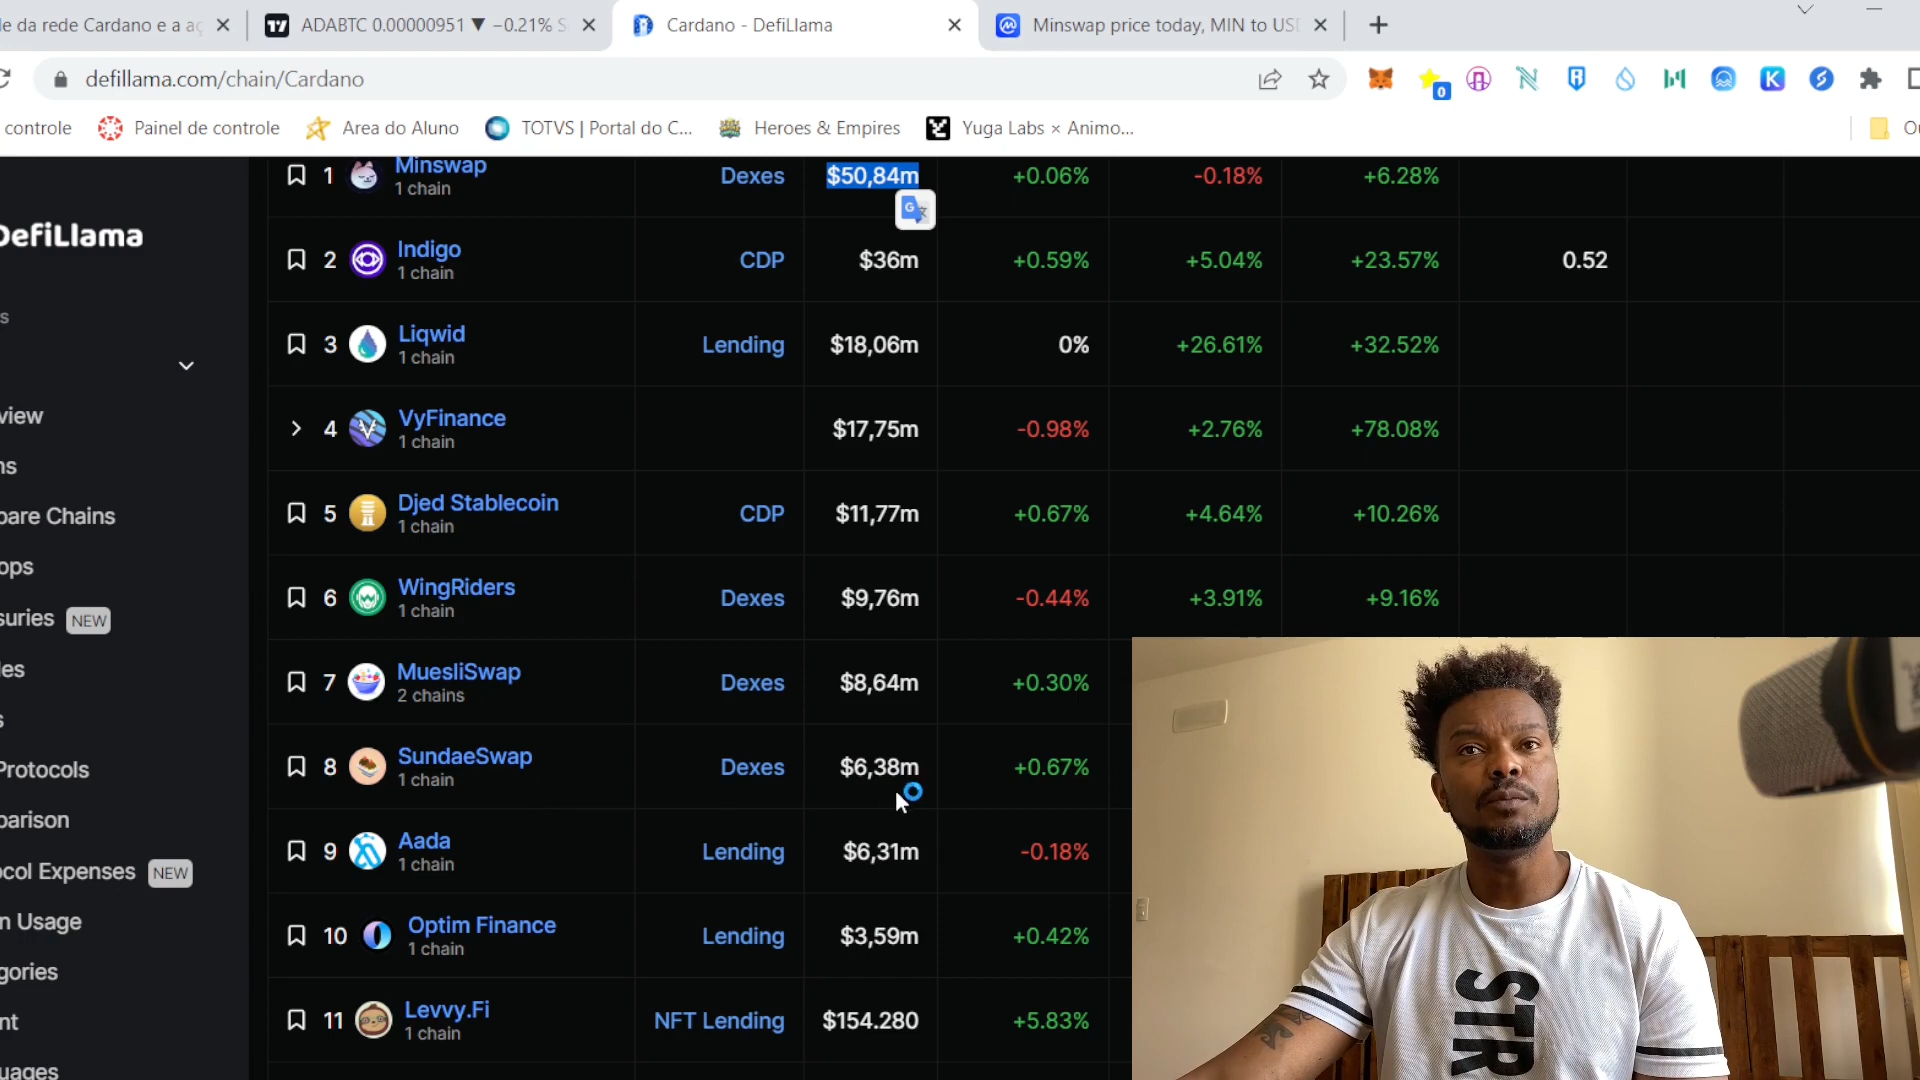 e da rede Cardano e a aç
ADABTC 0.00000951 ▼ −0.21% S
Cardano - DefiLlama
Minswap price today, MIN to US
defillama.com/chain/Cardano
0
controle
Painel de controle
Area do Aluno
TOTVS | Portal do C...
Heroes & Empires
Yuga Labs × Animo...
Ou
DefiLlama
s
view
ns
pare Chains
ops
suries NEW
les
s
Protocols
parison
ocol Expenses NEW
n Usage
gories
nt
uages
1 Minswap Dexes $50,84m +0.06% -0.18% +6.28%
1 chain
2 Indigo CDP $36m +0.59% +5.04% +23.57% 0.52
1 chain
3 Liqwid Lending $18,06m 0% +26.61% +32.52%
1 chain
4 VyFinance $17,75m -0.98% +2.76% +78.08%
1 chain
5 Djed Stablecoin CDP $11,77m +0.67% +4.64% +10.26%
1 chain
6 WingRiders Dexes $9,76m -0.44% +3.91% +9.16%
1 chain
7 MuesliSwap Dexes $8,64m +0.30%
2 chains
8 SundaeSwap Dexes $6,38m +0.67%
1 chain
9 Aada Lending $6,31m -0.18%
1 chain
10 Optim Finance Lending $3,59m +0.42%
1 chain
11 Levvy.Fi NFT Lending $154.280 +5.83%
1 chain
STR